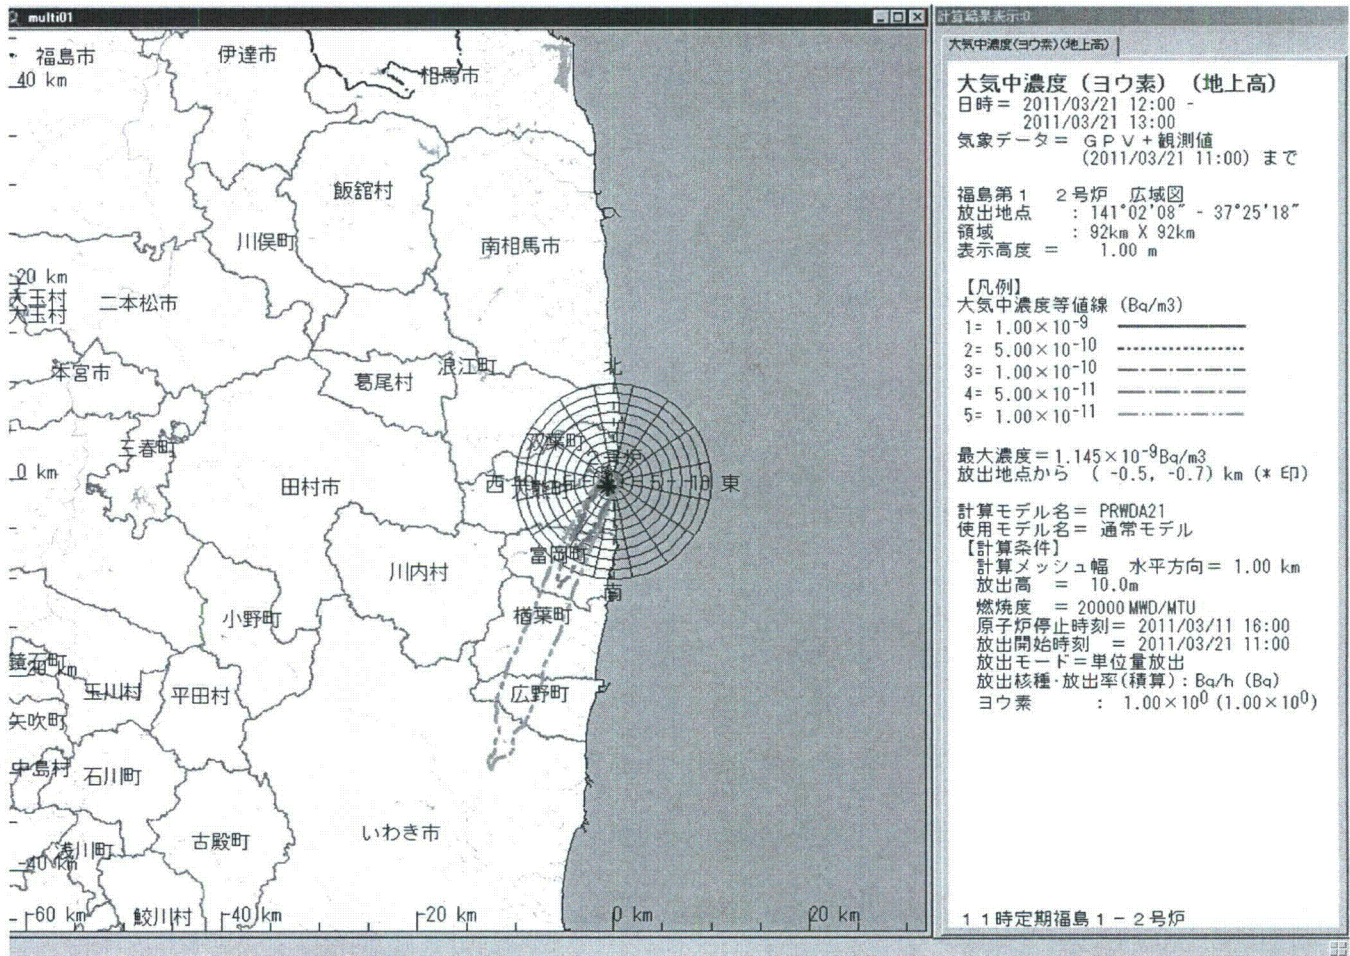 multi01
福島市
伊達市
相馬市
40 km
飯舘村
川俣町
南相馬市
20 km
大玉村
大玉村
二本松市
本宮市
葛尾村
浪江町
北
三春町
双葉町
0 km
田村市
西
東
富岡町
川内村
南
小野町
楢葉町
鏡石町
玉川村
平田村
広野町
矢吹町
中島村
石川町
いわき市
古殿町
浅川町
-40 km
鮫川村
-60 km
-40 km
-20 km
0 km
20 km
計算結果表示:0
大気中濃度(ヨウ素)(地上高)
大気中濃度(ヨウ素) (地上高)
日時= 2011/03/21 12:00 -
2011/03/21 13:00
気象データ= GPV+観測値
(2011/03/21 11:00) まで
福島第1 2号炉 広域図
放出地点 : 141°02'08" - 37°25'18"
領域 : 92km X 92km
表示高度 = 1.00 m
【凡例】
大気中濃度等値線 (Bq/m3)
1= 1.00×10⁻⁹
2= 5.00×10⁻¹⁰
3= 1.00×10⁻¹⁰
4= 5.00×10⁻¹¹
5= 1.00×10⁻¹¹
最大濃度=1.145×10⁻⁹Bq/m3
放出地点から ( -0.5, -0.7) km (* 印)
計算モデル名= PRWDA21
使用モデル名= 通常モデル
【計算条件】
計算メッシュ幅 水平方向= 1.00 km
放出高 = 10.0m
燃焼度 = 20000MWD/MTU
原子炉停止時刻= 2011/03/11 16:00
放出開始時刻 = 2011/03/21 11:00
放出モード=単位量放出
放出核種・放出率(積算):Bq/h (Bq)
ヨウ素 : 1.00×10⁰ (1.00×10⁰)
11時定期福島1-2号炉